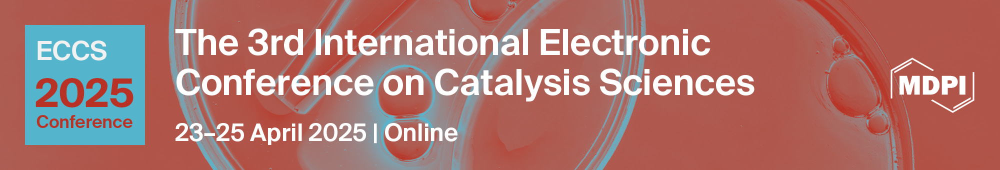 ECCS
2025
Conference
The 3rd International Electronic
Conference on Catalysis Sciences
23–25 April 2025 | Online
MDPI